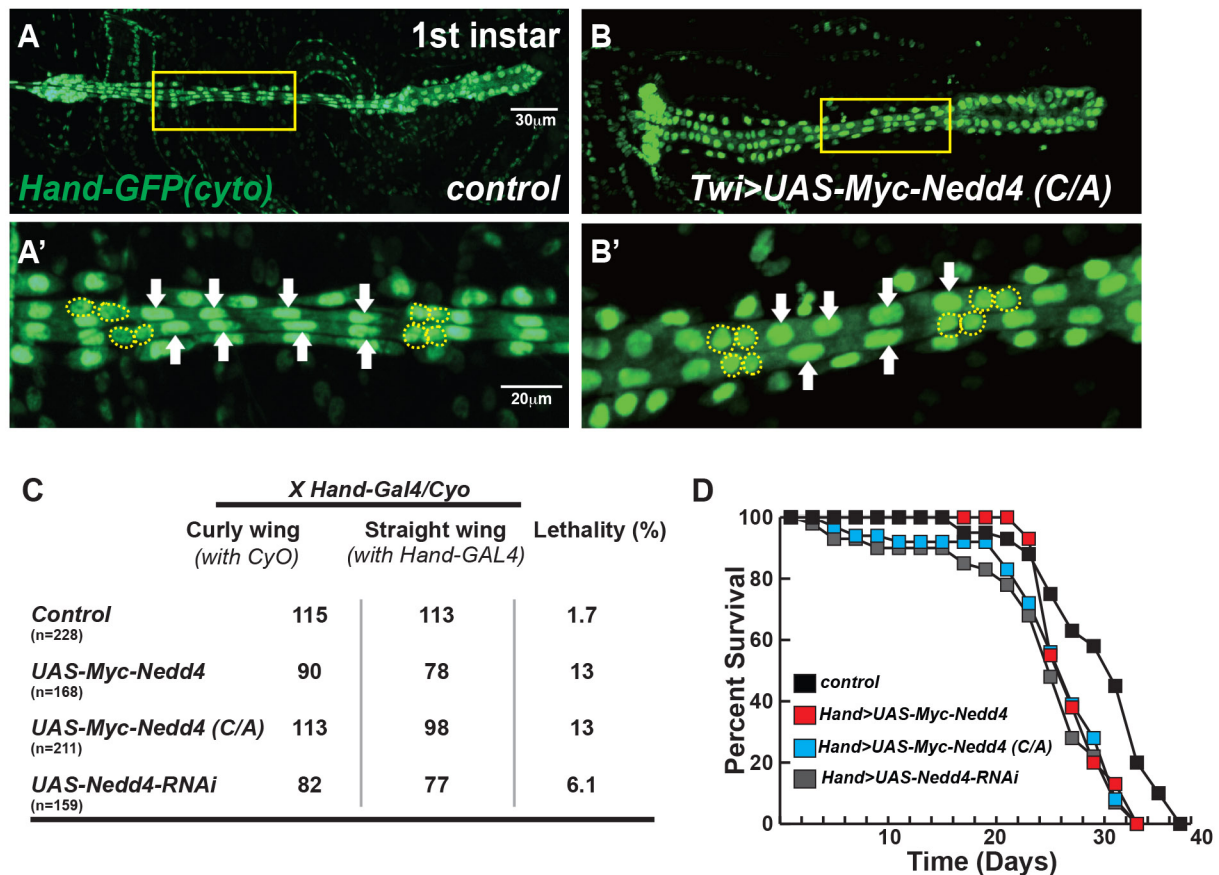 A
1st instar
30μm
Hand-GFP(cyto)
control
B
Twi>UAS-Myc-Nedd4 (C/A)
A’
20μm
B’
C
X Hand-Gal4/Cyo
Curly wing
(with CyO)
Straight wing
(with Hand-GAL4)
Lethality (%)
Control 115 113 1.7
(n=228)
UAS-Myc-Nedd4 90 78 13
(n=168)
UAS-Myc-Nedd4 (C/A) 113 98 13
(n=211)
UAS-Nedd4-RNAi 82 77 6.1
(n=159)
D
Percent Survival
100
80
60
40
20
0
control
Hand>UAS-Myc-Nedd4
Hand>UAS-Myc-Nedd4 (C/A)
Hand>UAS-Nedd4-RNAi
10 20 30 40
Time (Days)